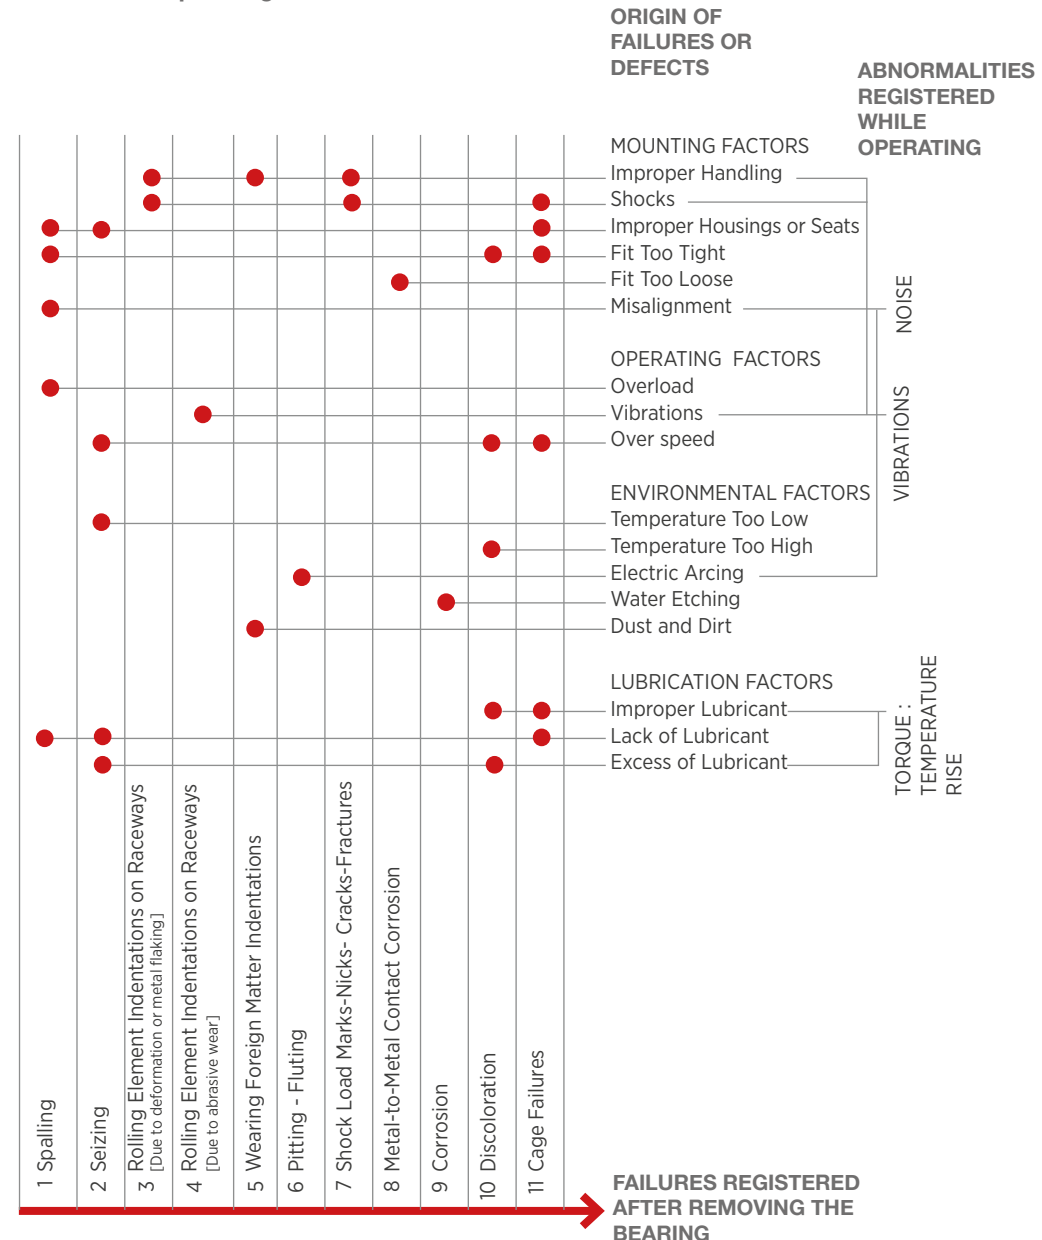 ORIGIN OF
FAILURES OR
DEFECTS
ABNORMALITIES
REGISTERED
WHILE
OPERATING
MOUNTING FACTORS
Improper Handling
Shocks
Improper Housings or Seats
Fit Too Tight
Fit Too Loose
Misalignment
NOISE
OPERATING FACTORS
Overload
Vibrations
Over speed
VIBRATIONS
ENVIRONMENTAL FACTORS
Temperature Too Low
Temperature Too High
Electric Arcing
Water Etching
Dust and Dirt
LUBRICATION FACTORS
Improper Lubricant
Lack of Lubricant
Excess of Lubricant
TORQUE :
TEMPERATURE
RISE
1 Spalling
2 Seizing
3 Rolling Element Indentations on Raceways
[Due to deformation or metal flaking]
4 Rolling Element Indentations on Raceways
[Due to abrasive wear]
5 Wearing Foreign Matter Indentations
6 Pitting - Fluting
7 Shock Load Marks-Nicks- Cracks-Fractures
8 Metal-to-Metal Contact Corrosion
9 Corrosion
10 Discoloration
11 Cage Failures
FAILURES REGISTERED
AFTER REMOVING THE
BEARING